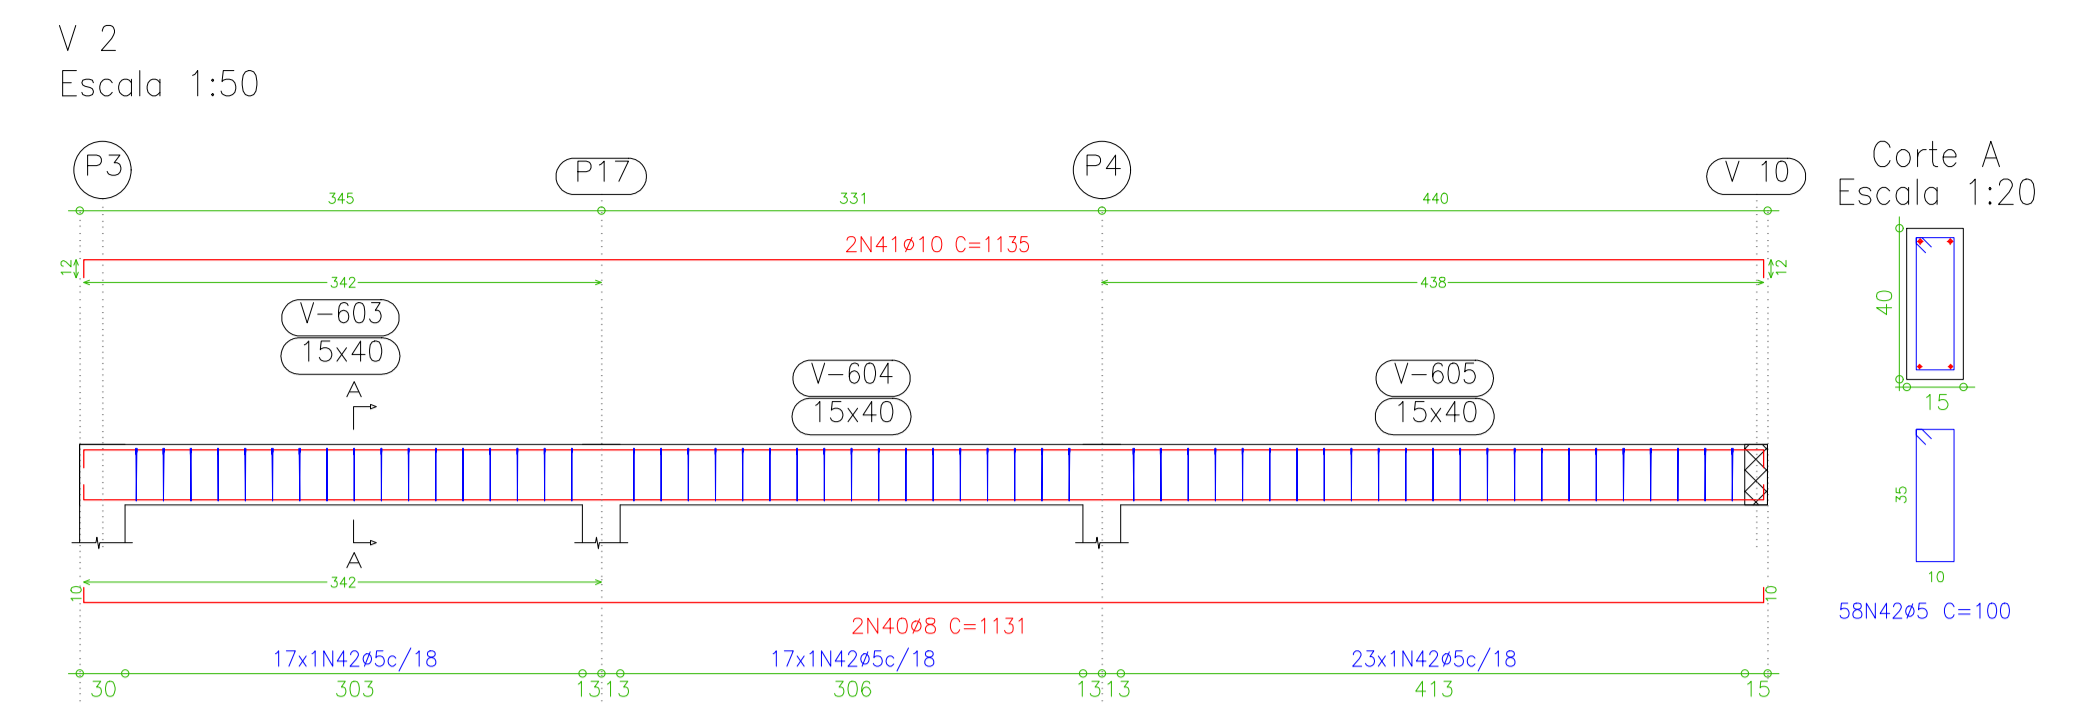 V 2
Escala 1:50
P3
P17
P4
V 10
Corte A
Escala 1:20
345
331
440
2N41ø10 C=1135
12
12
342
438
V-603
15x40
V-604
15x40
V-605
15x40
A
A
40
15
35
10
58N42ø5 C=100
342
10
10
2N40ø8 C=1131
17x1N42ø5c/18
17x1N42ø5c/18
23x1N42ø5c/18
30
303
13
13
306
13
13
413
15